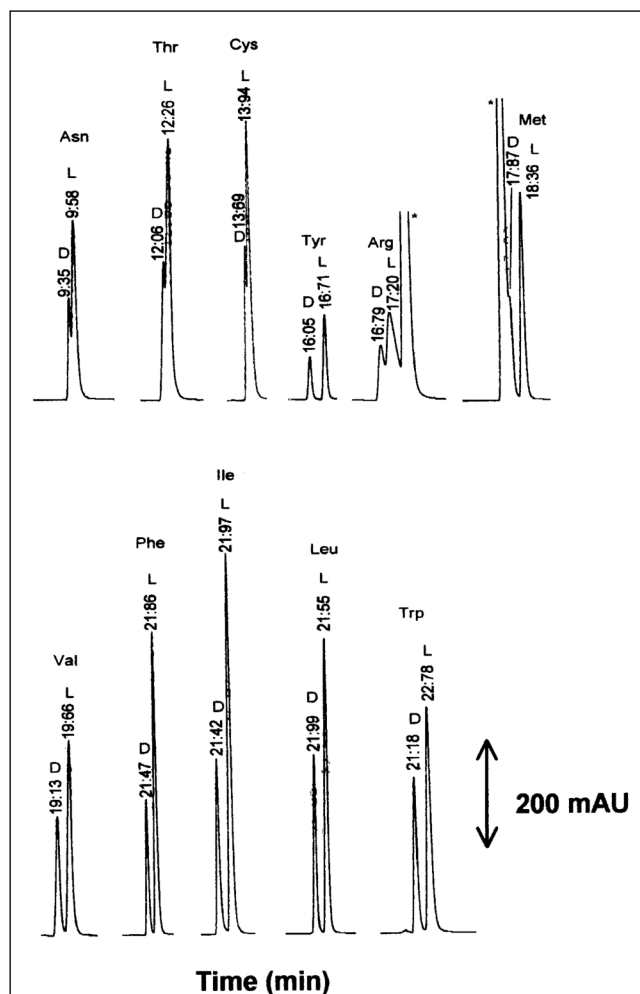 Asn
D 9:35
L 9:58
Thr
D 12:06
L 12:26
Cys
D 13:69
L 13:94
Tyr
D 16:05
L 16:71
Arg
D 16:79
L 17:20
*
*
Met
D 17:87
L 18:36
Val
D 19:13
L 19:66
Phe
D 21:47
L 21:86
Ile
D 21:42
L 21:97
Leu
D 21:99
L 21:55
Trp
D 21:18
L 22:78
200 mAU
Time (min)